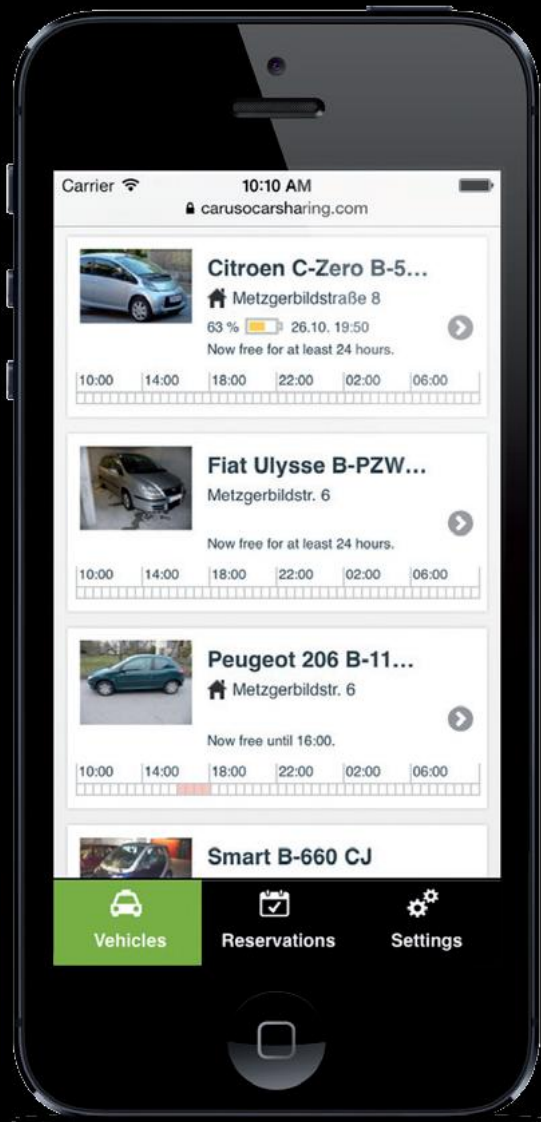 Carrier
10:10 AM
carusocarsharing.com
Citroen C-Zero B-5...
Metzgerbildstraße 8
63 % 26.10. 19:50
Now free for at least 24 hours.
10:00 14:00 18:00 22:00 02:00 06:00
Fiat Ulysse B-PZW...
Metzgerbildstr. 6
Now free for at least 24 hours.
10:00 14:00 18:00 22:00 02:00 06:00
Peugeot 206 B-11...
Metzgerbildstr. 6
Now free until 16:00.
10:00 14:00 18:00 22:00 02:00 06:00
Smart B-660 CJ
Vehicles Reservations Settings